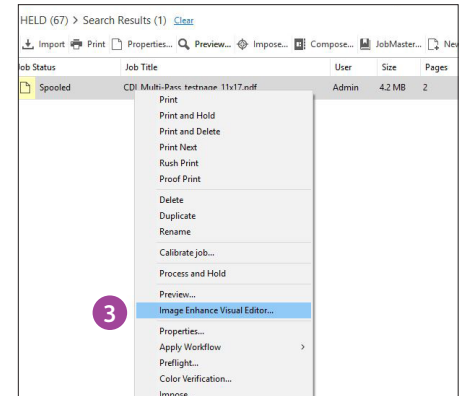 HELD (67) > Search Results (1) Clear
Import Print Properties... Preview... Impose... Compose... JobMaster... New
Job Status Job Title User Size Pages
Spooled CDI Multi-Pass testpage 11x17.pdf Admin 4.2 MB 2
Print
Print and Hold
Print and Delete
Print Next
Rush Print
Proof Print
Delete
Duplicate
Rename
Calibrate job...
Process and Hold
Preview...
3 Image Enhance Visual Editor...
Properties...
Apply Workflow >
Preflight...
Color Verification...
Impose...